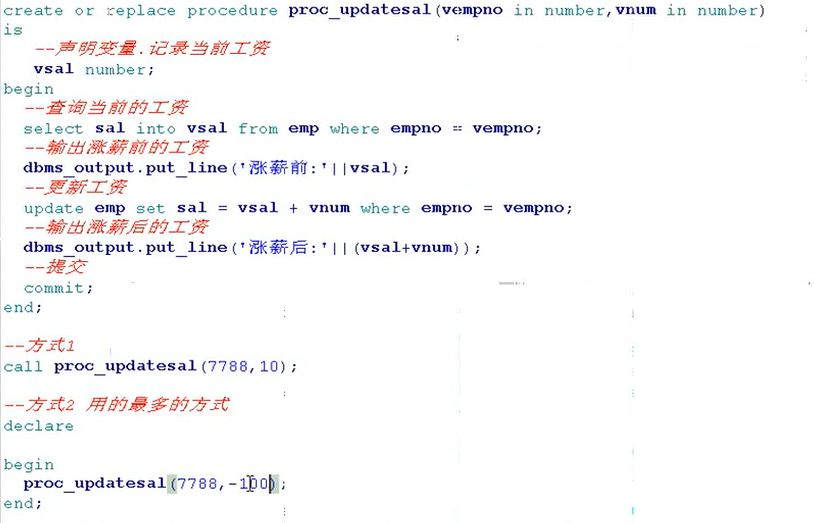 create or replace procedure proc_updatesal(vempno in number,vnum in number)
is
--声明变量.记录当前工资
vsal number;
begin
--查询当前的工资
select sal into vsal from emp where empno = vempno;
--输出涨薪前的工资
dbms_output.put_line('涨薪前:'||vsal);
--更新工资
update emp set sal = vsal + vnum where empno = vempno;
--输出涨薪后的工资
dbms_output.put_line('涨薪后:'||(vsal+vnum));
--提交
commit;
end;
--方式1
call proc_updatesal(7788,10);
--方式2 用的最多的方式
declare
begin
proc_updatesal(7788,-100);
end;